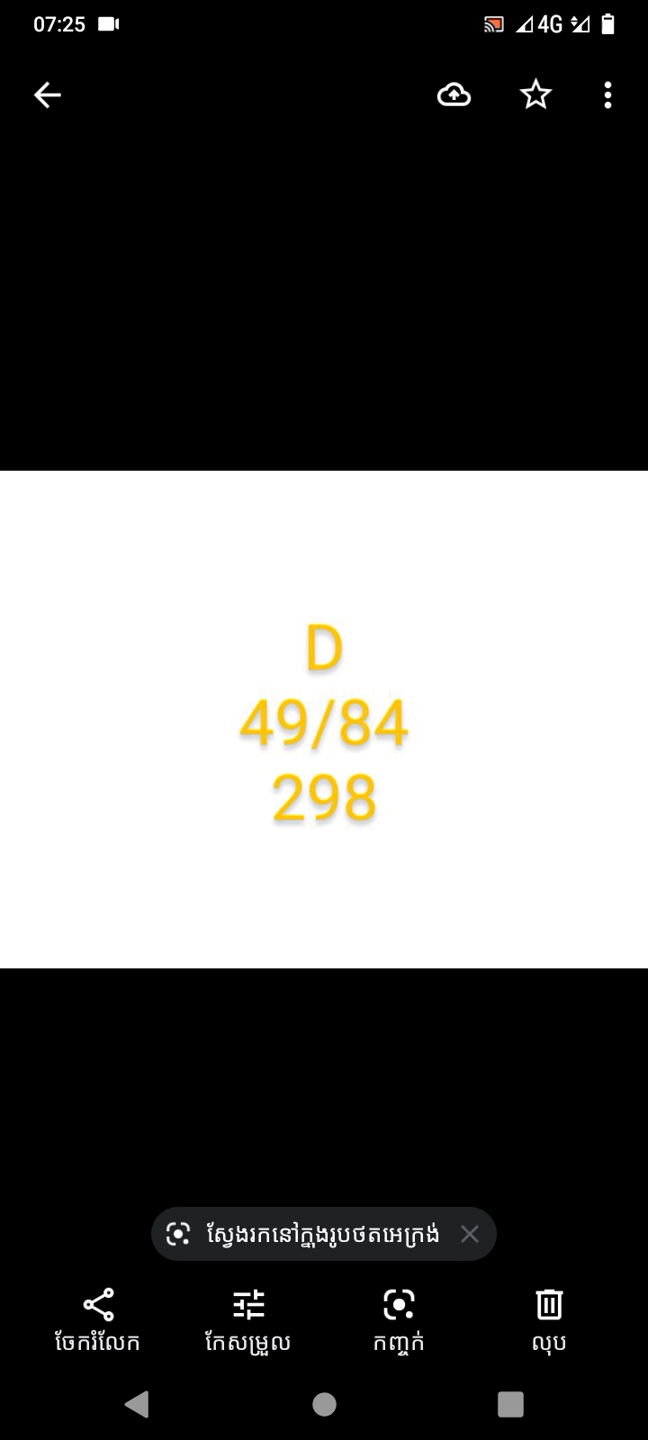 07:25 4G
D
49/84
298
ស្វែងរកនៅក្នុងរូបថតអេក្រង់
ចែករំលែក កែសម្រួល កញ្ចក់ លុប